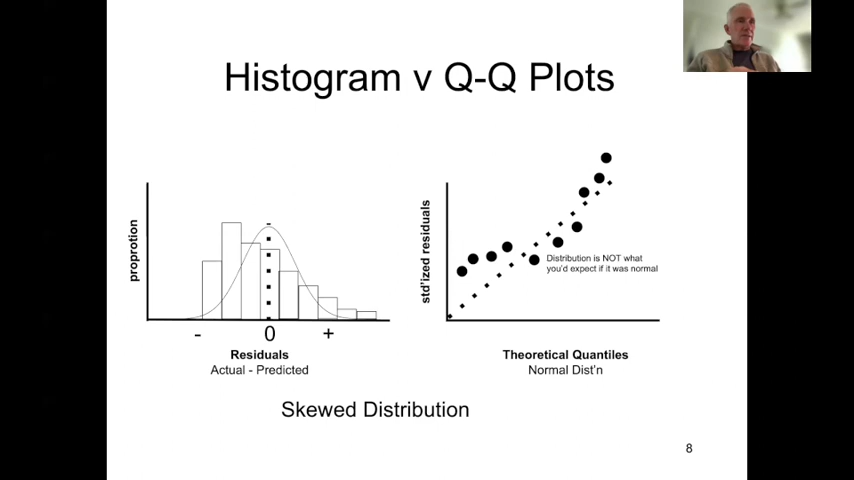 Histogram v Q-Q Plots
proprotion
- 0 +
Residuals
Actual - Predicted
std'ized residuals
Distribution is NOT what
you'd expect if it was normal
Theoretical Quantiles
Normal Dist'n
Skewed Distribution
8